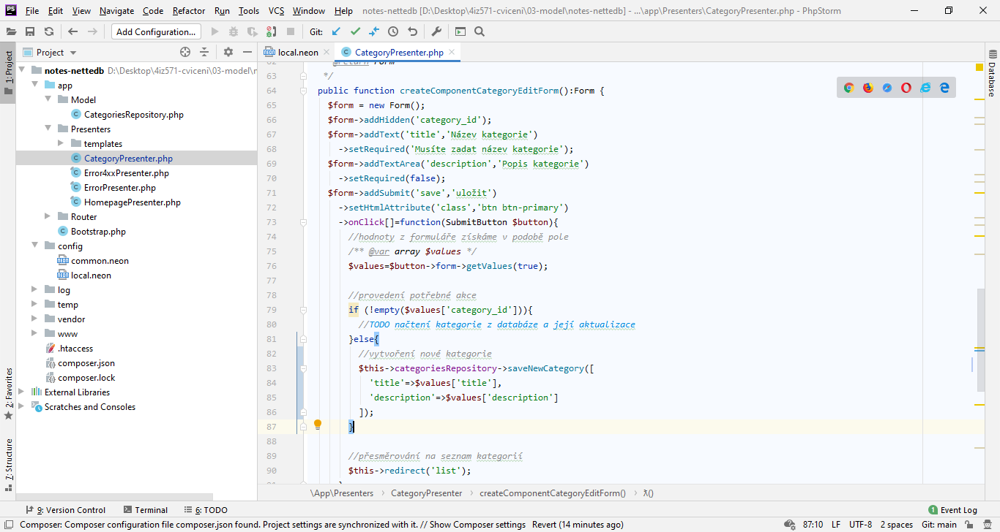 File Edit View Navigate Code Refactor Run Tools VCS Window Help notes-nettedb [D:\Desktop\4iz571-cviceni\03-model\notes-nettedb] - ...\app\Presenters\CategoryPresenter.php - PhpStorm
Add Configuration... Git:
Project
local.neon
CategoryPresenter.php
1: Project
Database
notes-nettedb D:\Desktop\4iz571-cviceni\03-model\n
app
Model
CategoriesRepository.php
Presenters
templates
CategoryPresenter.php
Error4xxPresenter.php
ErrorPresenter.php
HomepagePresenter.php
Router
Bootstrap.php
config
common.neon
local.neon
log
temp
vendor
www
.htaccess
composer.json
composer.lock
External Libraries
Scratches and Consoles
2: Favorites
7: Structure
62 @return Form
63 */
64 public function createComponentCategoryEditForm():Form {
65 $form = new Form();
66 $form->addHidden('category_id');
67 $form->addText('title','Název kategorie')
68 ->setRequired('Musíte zadat název kategorie');
69 $form->addTextArea('description','Popis kategorie')
70 ->setRequired(false);
71 $form->addSubmit('save','uložit')
72 ->setHtmlAttribute('class','btn btn-primary')
73 ->onClick[]=function(SubmitButton $button){
74 //hodnoty z formuláře získáme v podobě pole
75 /** @var array $values */
76 $values=$button->form->getValues(true);
77
78 //provedení potřebné akce
79 if (!empty($values['category_id'])){
80 //TODO načtení kategorie z databáze a její aktualizace
81 }else{
82 //vytvoření nové kategorie
83 $this->categoriesRepository->saveNewCategory([
84 'title'=>$values['title'],
85 'description'=>$values['description']
86 ]);
87 }
88
89 //přesměrování na seznam kategorií
90 $this->redirect('list');
91 }
\App\Presenters › CategoryPresenter › createComponentCategoryEditForm() › ƛ()
9: Version Control Terminal 6: TODO 1 Event Log
Composer: Composer configuration file composer.json found. Project settings are synchronized with it. // Show Composer settings Revert (14 minutes ago) 87:10 LF UTF-8 2 spaces Git: main